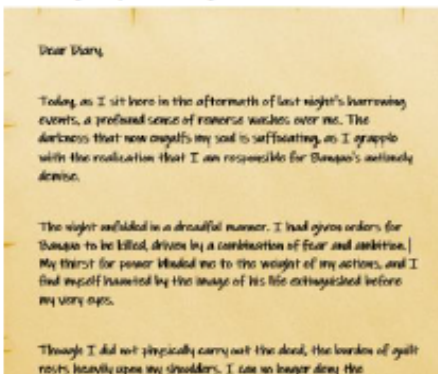 Dear Diary,
Today, as I sit here in the aftermath of last night's harrowing
events, a profound sense of remorse washes over me. The
darkness that now engulfs my soul is suffocating, as I grapple
with the realization that I am responsible for Banquo's untimely
demise.
The night unfolded in a dreadful manner. I had given orders for
Banquo to be killed, driven by a combination of fear and ambition.
My thirst for power blinded me to the weight of my actions, and I
find myself haunted by the image of his life extinguished before
my very eyes.
Though I did not physically carry out the deed, the burden of guilt
rests heavily upon my shoulders. I can no longer deny the